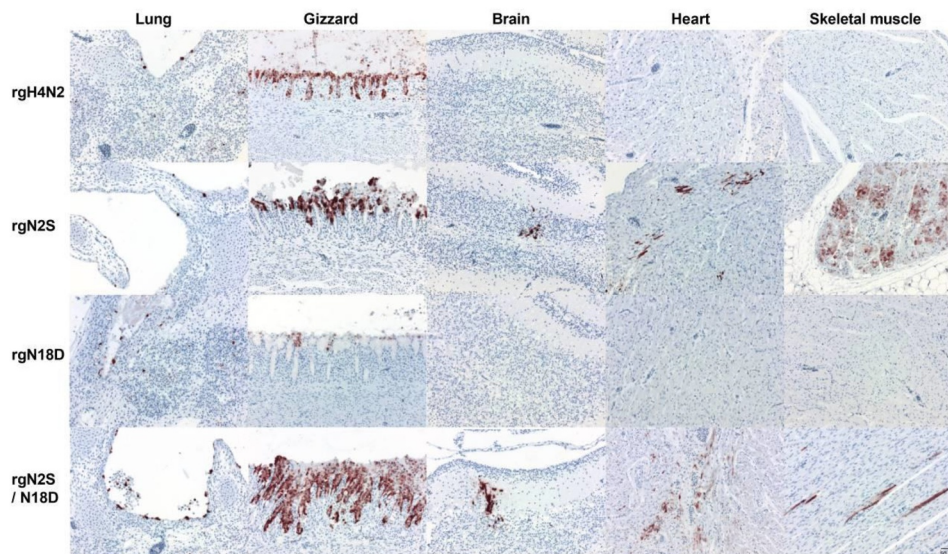 Lung Gizzard Brain Heart Skeletal muscle
rgH4N2
rgN2S
rgN18D
rgN2S
/ N18D